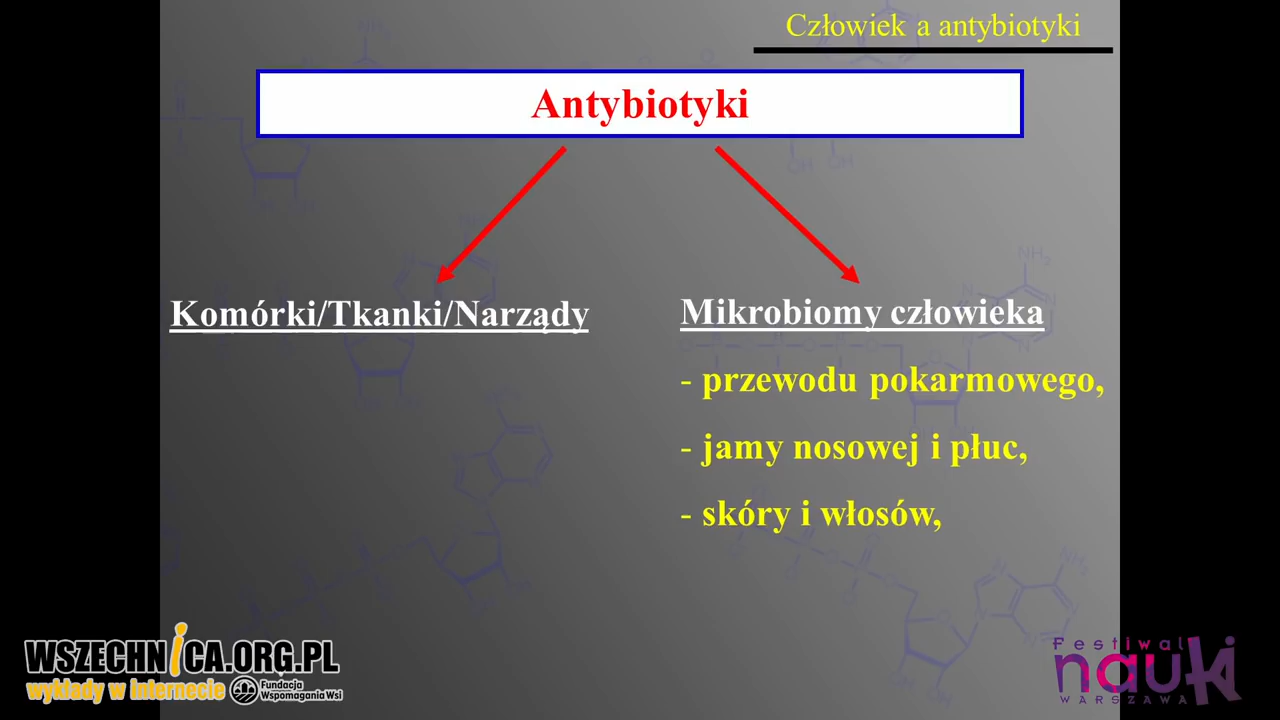 Człowiek a antybiotyki
Antybiotyki
Komórki/Tkanki/Narządy
Mikrobiomy człowieka
- przewodu pokarmowego,
- jamy nosowej i płuc,
- skóry i włosów,
WSZECHNiCA.ORG.PL
wykłady w internecie
Fundacja
Wspomagania Wsi
Festiwal
nauki
WARSZAWA